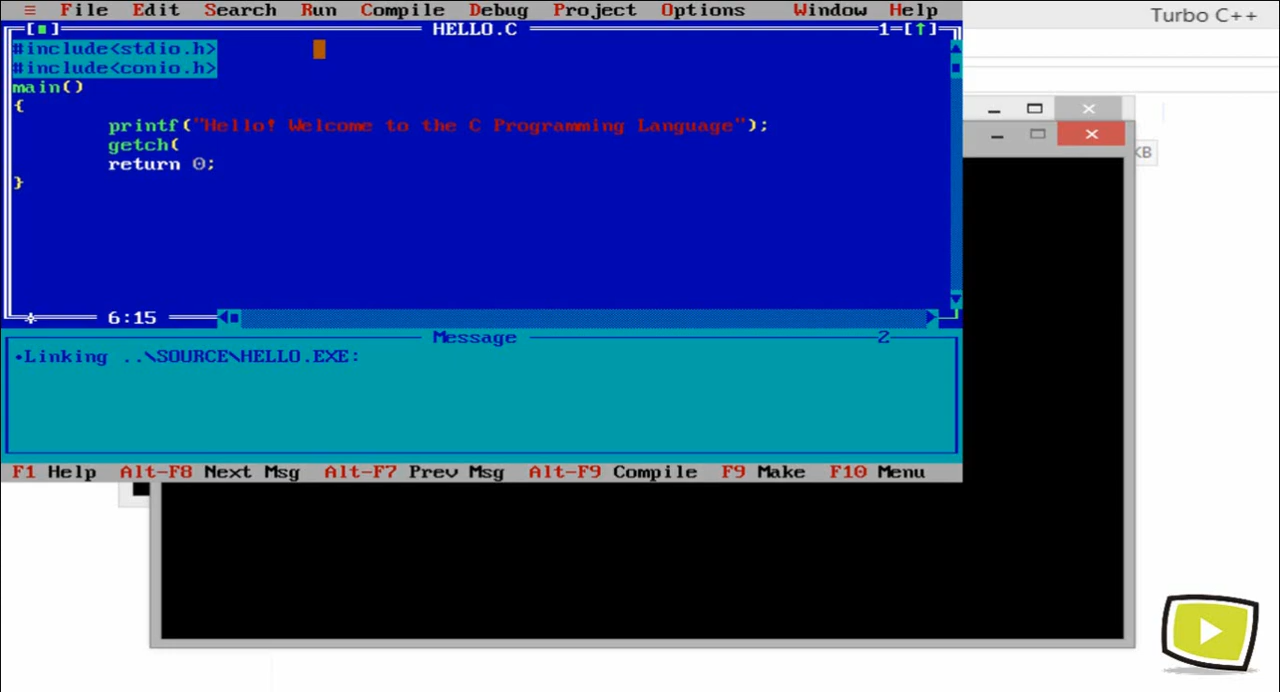 ≡ File Edit Search Run Compile Debug Project Options Window Help
Turbo C++
[■] HELLO.C 1=[↑]
#include<stdio.h>
#include<conio.h>
main()
{
printf("Hello! Welcome to the C Programming Language");
getch(
return 0;
}
KB
6:15
Message 2
•Linking ..\SOURCE\HELLO.EXE:
F1 Help Alt-F8 Next Msg Alt-F7 Prev Msg Alt-F9 Compile F9 Make F10 Menu